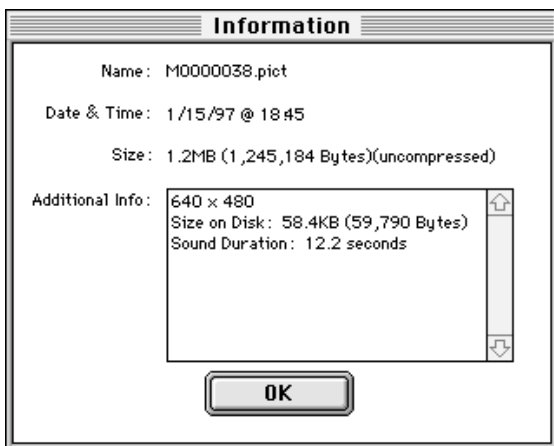 Information
Name: M0000038.pict
Date & Time: 1/15/97 @ 18:45
Size: 1.2MB (1,245,184 Bytes)(uncompressed)
Additional Info: 640 x 480
Size on Disk: 58.4KB (59,790 Bytes)
Sound Duration: 12.2 seconds
OK